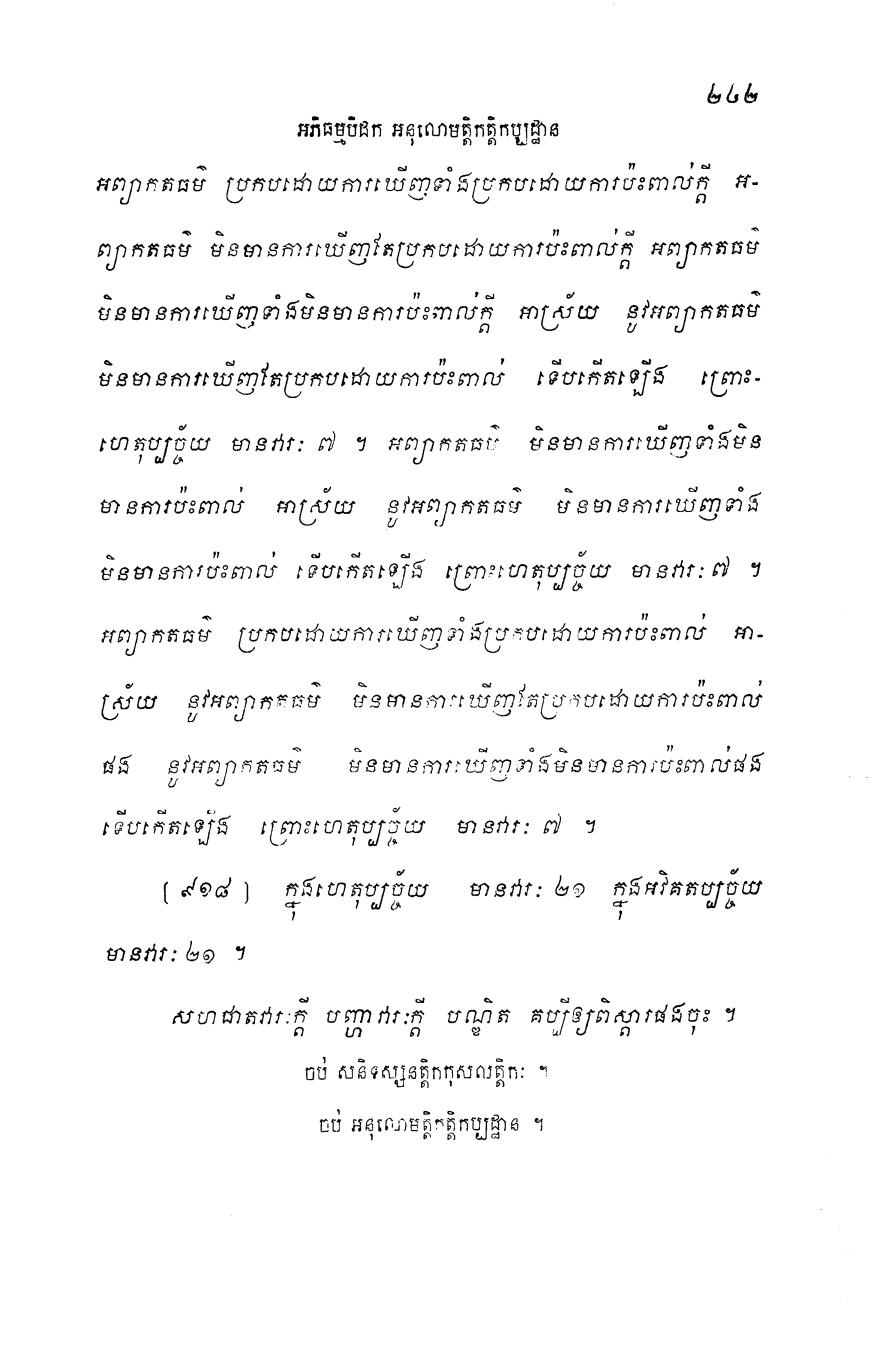 ២៤២
អភិធម្មបិដក អនុលោមត្តិកត្តិកប្បដ្ឋាន
អព្យាកតធម៌ ប្រកបដោយការឃើញទាំងប្រកបដោយការប៉ះពាល់ក្តី អ-
ព្យាកតធម៌ មិនមានការឃើញតែប្រកបដោយការប៉ះពាល់ក្តី អព្យាកតធម៌
មិនមានការឃើញទាំងមិនមានការប៉ះពាល់ក្តី អាស្រ័យ នូវអព្យាកតធម៌
មិនមានការឃើញតែប្រកបដោយការប៉ះពាល់ ទើបកើតឡើង ព្រោះ-
ហេតុប្បច្ច័យ មានវារៈ ៧ ។ អព្យាកតធម៌ មិនមានការឃើញទាំងមិន
មានការប៉ះពាល់ អាស្រ័យ នូវអព្យាកតធម៌ មិនមានការឃើញទាំង
មិនមានការប៉ះពាល់ ទើបកើតឡើង ព្រោះហេតុប្បច្ច័យ មានវារៈ ៧ ។
អព្យាកតធម៌ ប្រកបដោយការឃើញទាំងប្រកបដោយការប៉ះពាល់ អា-
ស្រ័យ នូវអព្យាកតធម៌ មិនមានការឃើញតែប្រកបដោយការប៉ះពាល់
ផង នូវអព្យាកតធម៌ មិនមានការឃើញទាំងមិនមានការប៉ះពាល់ផង
ទើបកើតឡើង ព្រោះហេតុប្បច្ច័យ មានវារៈ ៧ ។
[ ៩១៨ ] ក្នុងហេតុប្បច្ច័យ មានវារៈ ២១ ក្នុងអវិគតប្បច្ច័យ
មានវារៈ ២១ ។
សហជាតវារៈក្តី បញ្ហាវារៈក្តី បណ្ឌិត គប្បីឲ្យពិស្តារផងចុះ ។
ចប់ សនិទស្សនត្តិកកុសលត្តិកៈ ។
ចប់ អនុលោមត្តិកត្តិកប្បដ្ឋាន ។